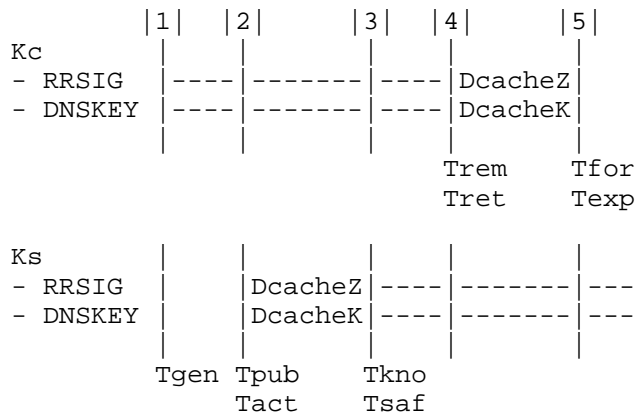 |1| |2| |3| |4| |5|
Kc | | | | |
- RRSIG |----|-------|----|DcacheZ|
- DNSKEY |----|-------|----|DcacheK|
| | | | |
Trem Tfor
Tret Texp
Ks | | | | |
- RRSIG | |DcacheZ|----|-------|---
- DNSKEY | |DcacheK|----|-------|---
| | | | |
Tgen Tpub Tkno
Tact Tsaf